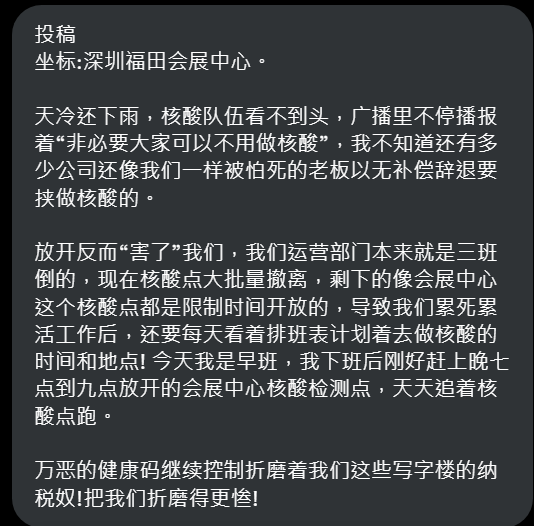 投稿
坐标:深圳福田会展中心。
天冷还下雨，核酸队伍看不到头，广播里不停播报
着“非必要大家可以不用做核酸”，我不知道还有多
少公司还像我们一样被怕死的老板以无补偿辞退要
挟做核酸的。
放开反而“害了”我们，我们运营部门本来就是三班
倒的，现在核酸点大批量撤离，剩下的像会展中心
这个核酸点都是限制时间开放的，导致我们累死累
活工作后，还要每天看着排班表计划着去做核酸的
时间和地点! 今天我是早班，我下班后刚好赶上晚七
点到九点放开的会展中心核酸检测点，天天追着核
酸点跑。
万恶的健康码继续控制折磨着我们这些写字楼的纳
税奴!把我们折磨得更惨!